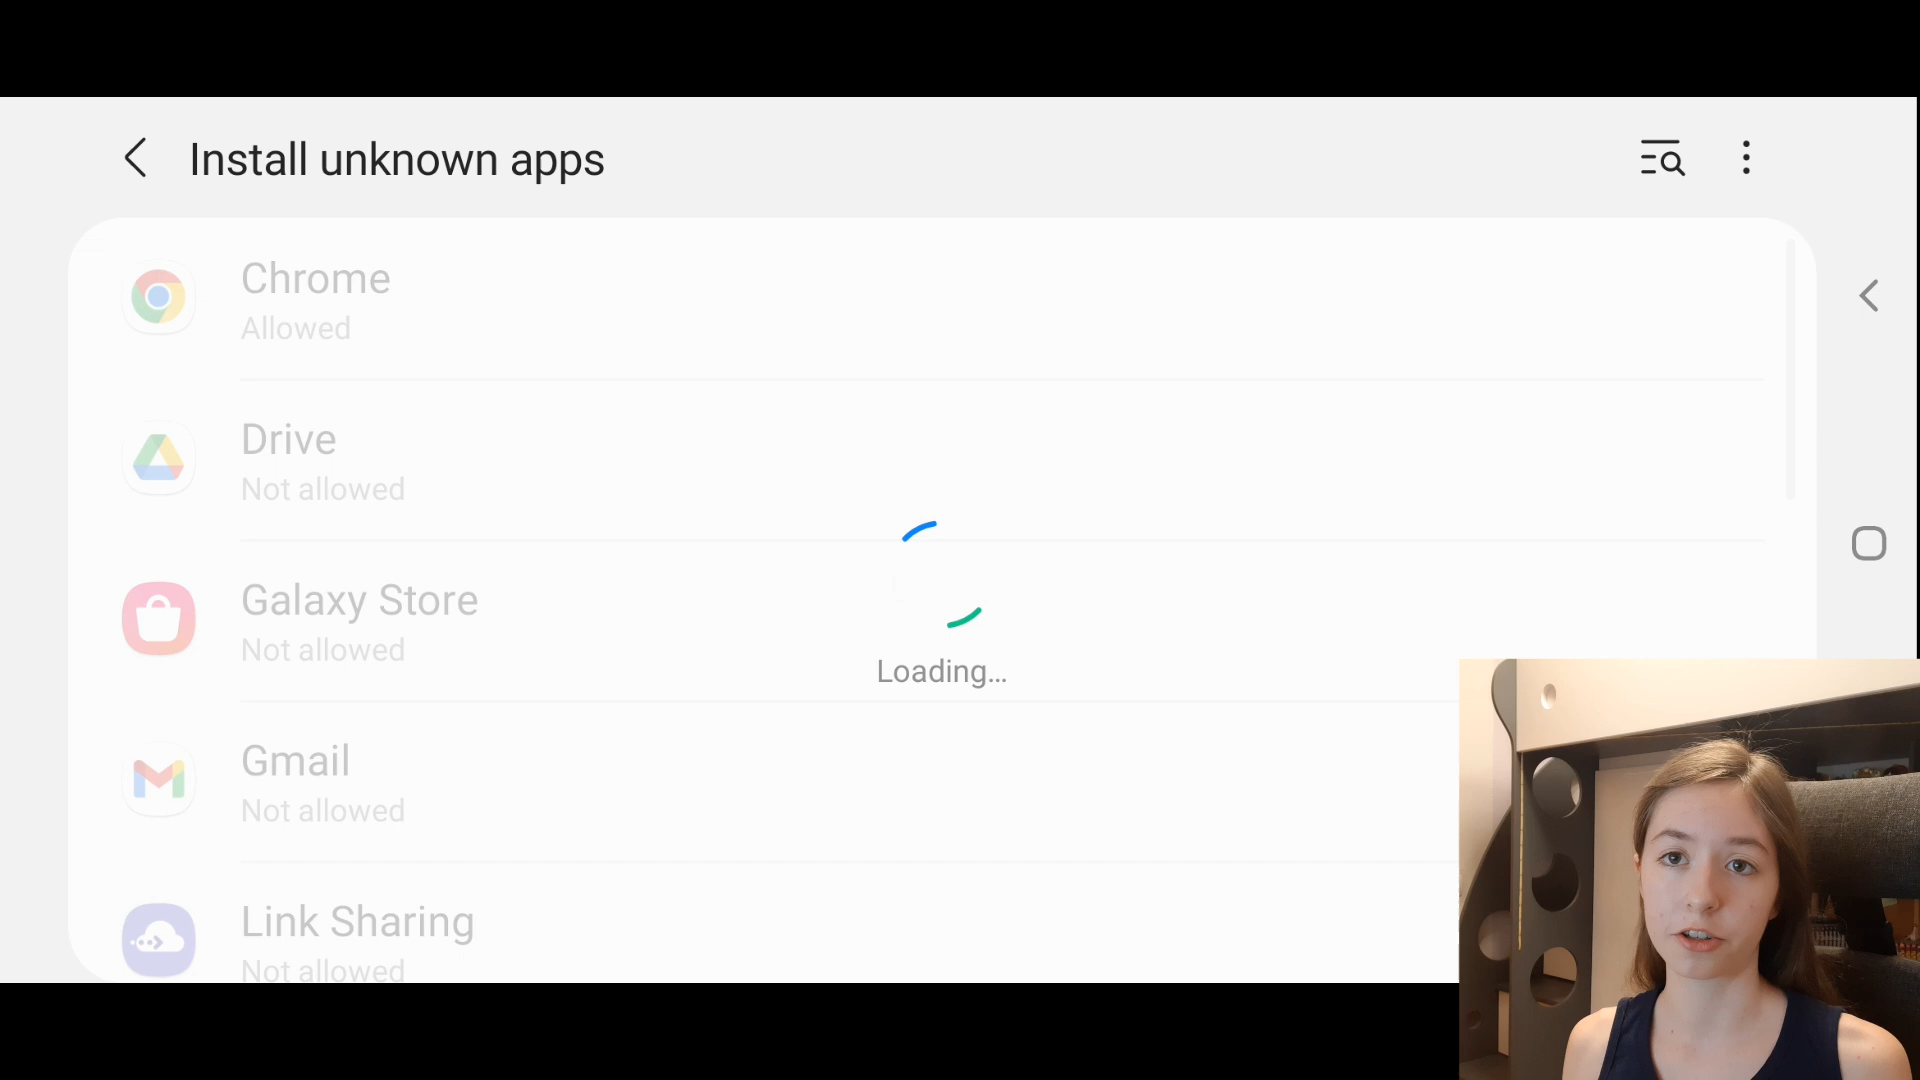 Install unknown apps
Chrome
Allowed
Drive
Not allowed
Galaxy Store
Not allowed
Loading...
Gmail
Not allowed
Link Sharing
Not allowed